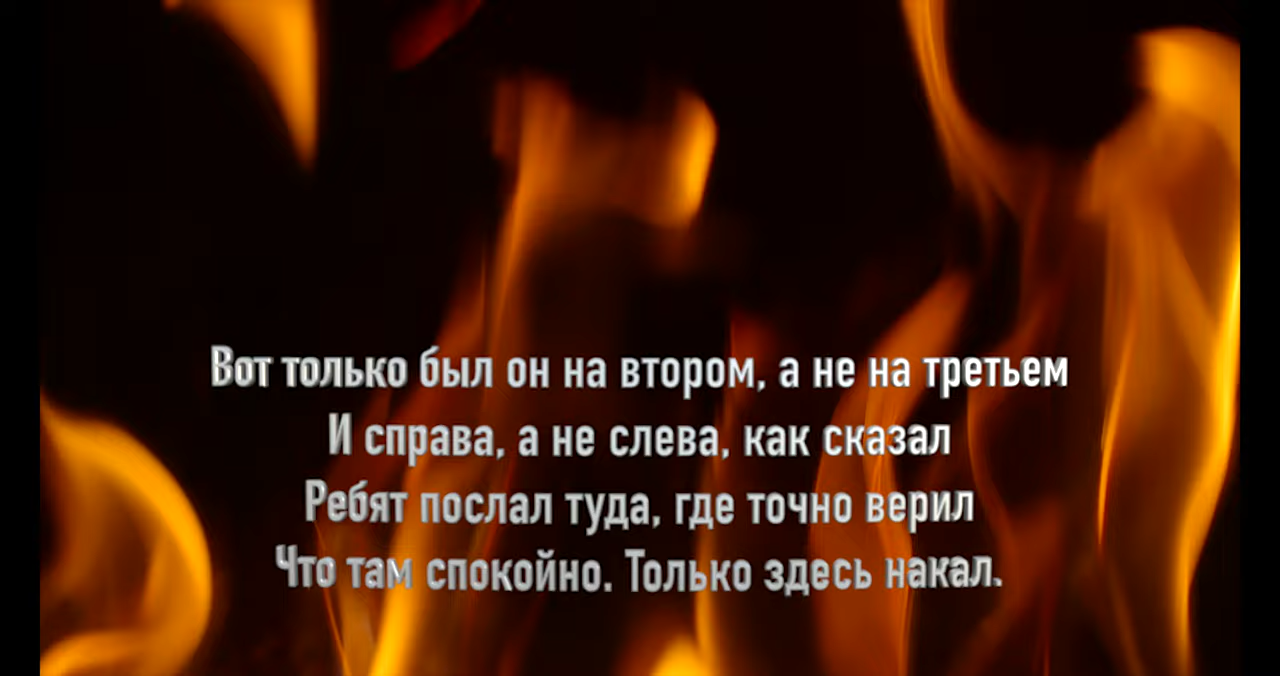 Вот только был он на втором, а не на третьем
И справа, а не слева, как сказал
Ребят послал туда, где точно верил
Что там спокойно. Только здесь накал.